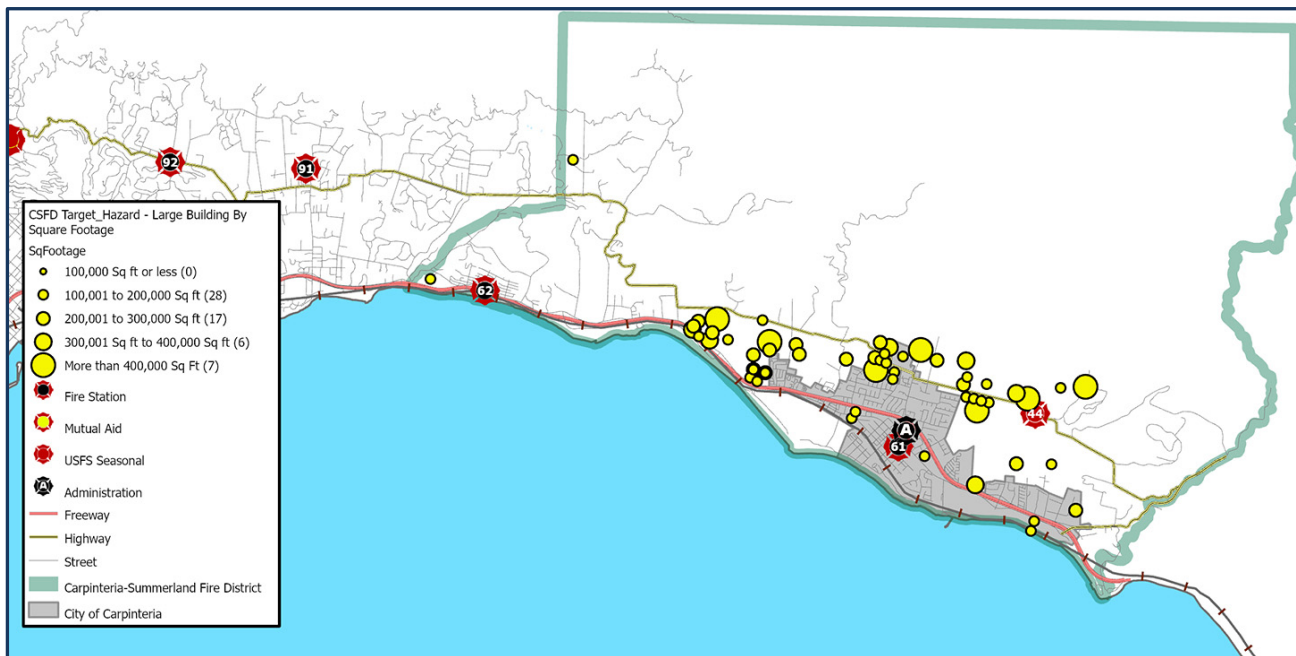 92
91
CSFD Target_Hazard - Large Building By
Square Footage
SqFootage
100,000 Sq ft or less (0)
100,001 to 200,000 Sq ft (28)
200,001 to 300,000 Sq ft (17)
300,001 Sq ft to 400,000 Sq ft (6)
More than 400,000 Sq Ft (7)
Fire Station
Mutual Aid
USFS Seasonal
A
Administration
Freeway
Highway
Street
Carpinteria-Summerland Fire District
City of Carpinteria
62
44
A
61